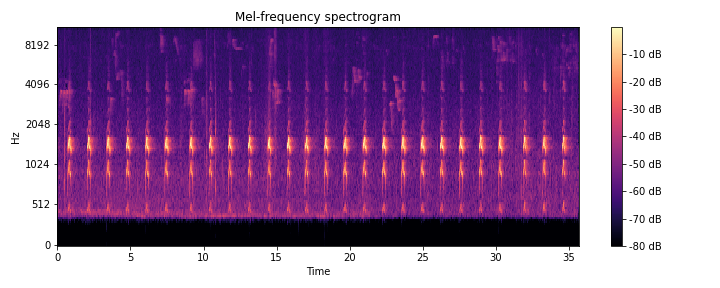 Mel-frequency spectrogram
8192
4096
2048
1024
512
0
Hz
0 5 10 15 20 25 30 35
Time
-10 dB
-20 dB
-30 dB
-40 dB
-50 dB
-60 dB
-70 dB
-80 dB